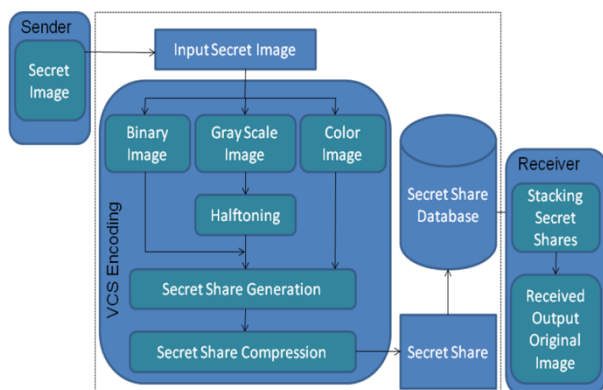 Sender
Secret
Image
Input Secret Image
VCS Encoding
Binary
Image
Gray Scale
Image
Color
Image
Halftoning
Secret Share Generation
Secret Share Compression
Secret Share
Database
Secret Share
Receiver
Stacking
Secret
Shares
Received
Output
Original
Image